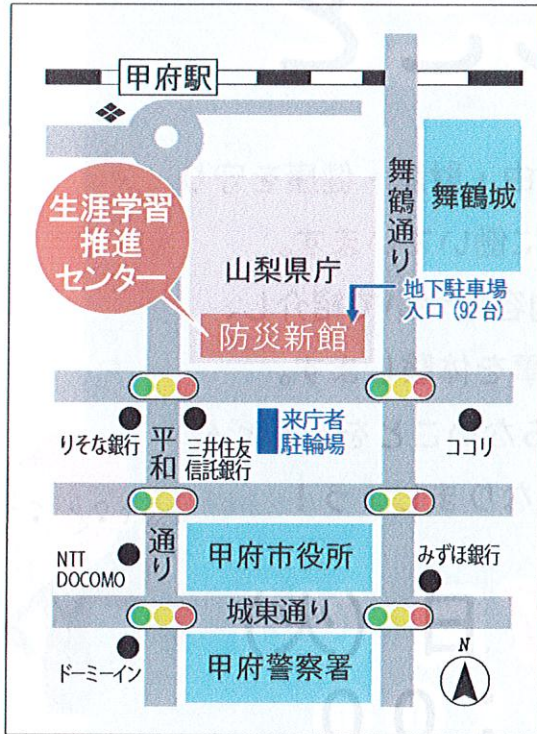 甲府駅
舞鶴通り
舞鶴城
生涯学習
推進
センター
山梨県庁
地下駐車場
入口（92台）
防災新館
りそな銀行
平和通り
三井住友
信託銀行
来庁者
駐輪場
ココリ
NTT
DOCOMO
甲府市役所
みずほ銀行
城東通り
ドーミーイン
甲府警察署
N